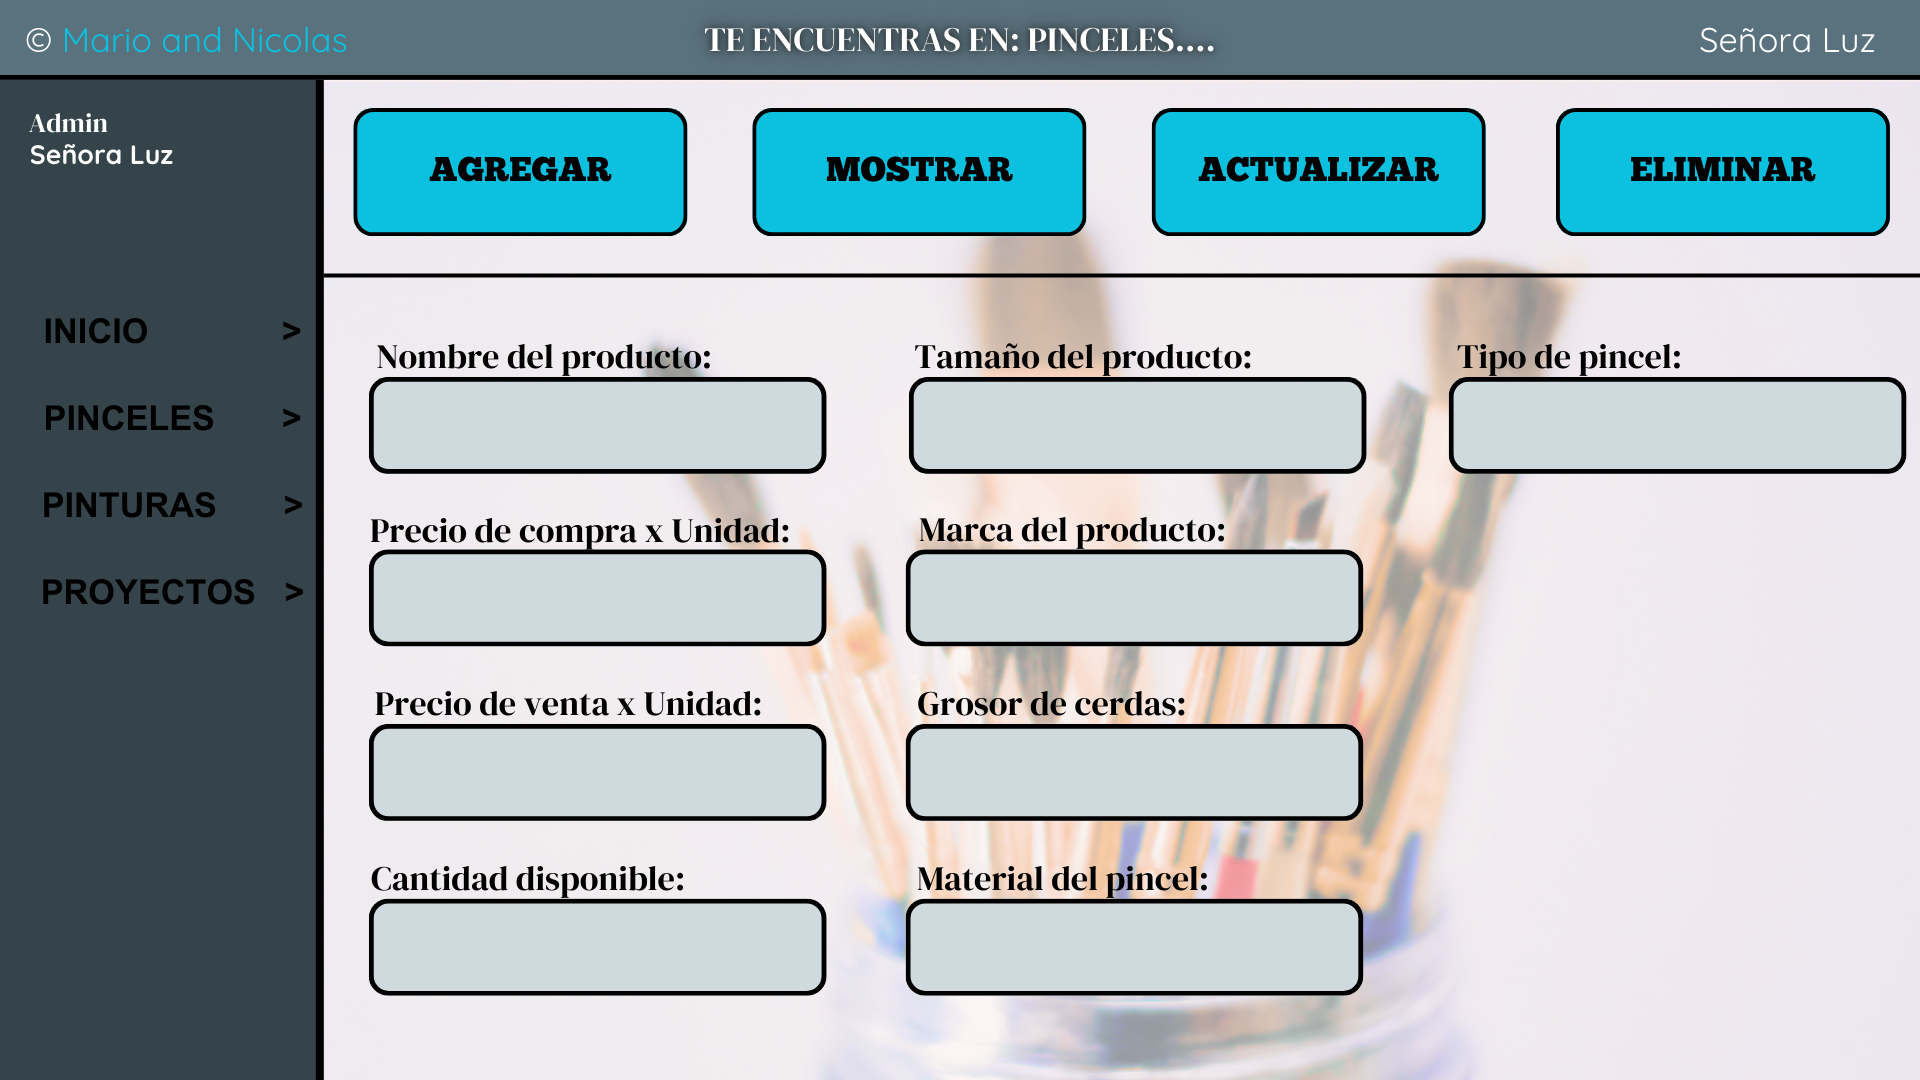 © Mario and Nicolas
TE ENCUENTRAS EN: PINCELES....
Señora Luz
Admin
Señora Luz
INICIO >
PINCELES >
PINTURAS >
PROYECTOS >
AGREGAR
MOSTRAR
ACTUALIZAR
ELIMINAR
Nombre del producto:
Tamaño del producto:
Tipo de pincel:
Precio de compra x Unidad:
Marca del producto:
Precio de venta x Unidad:
Grosor de cerdas:
Cantidad disponible:
Material del pincel: